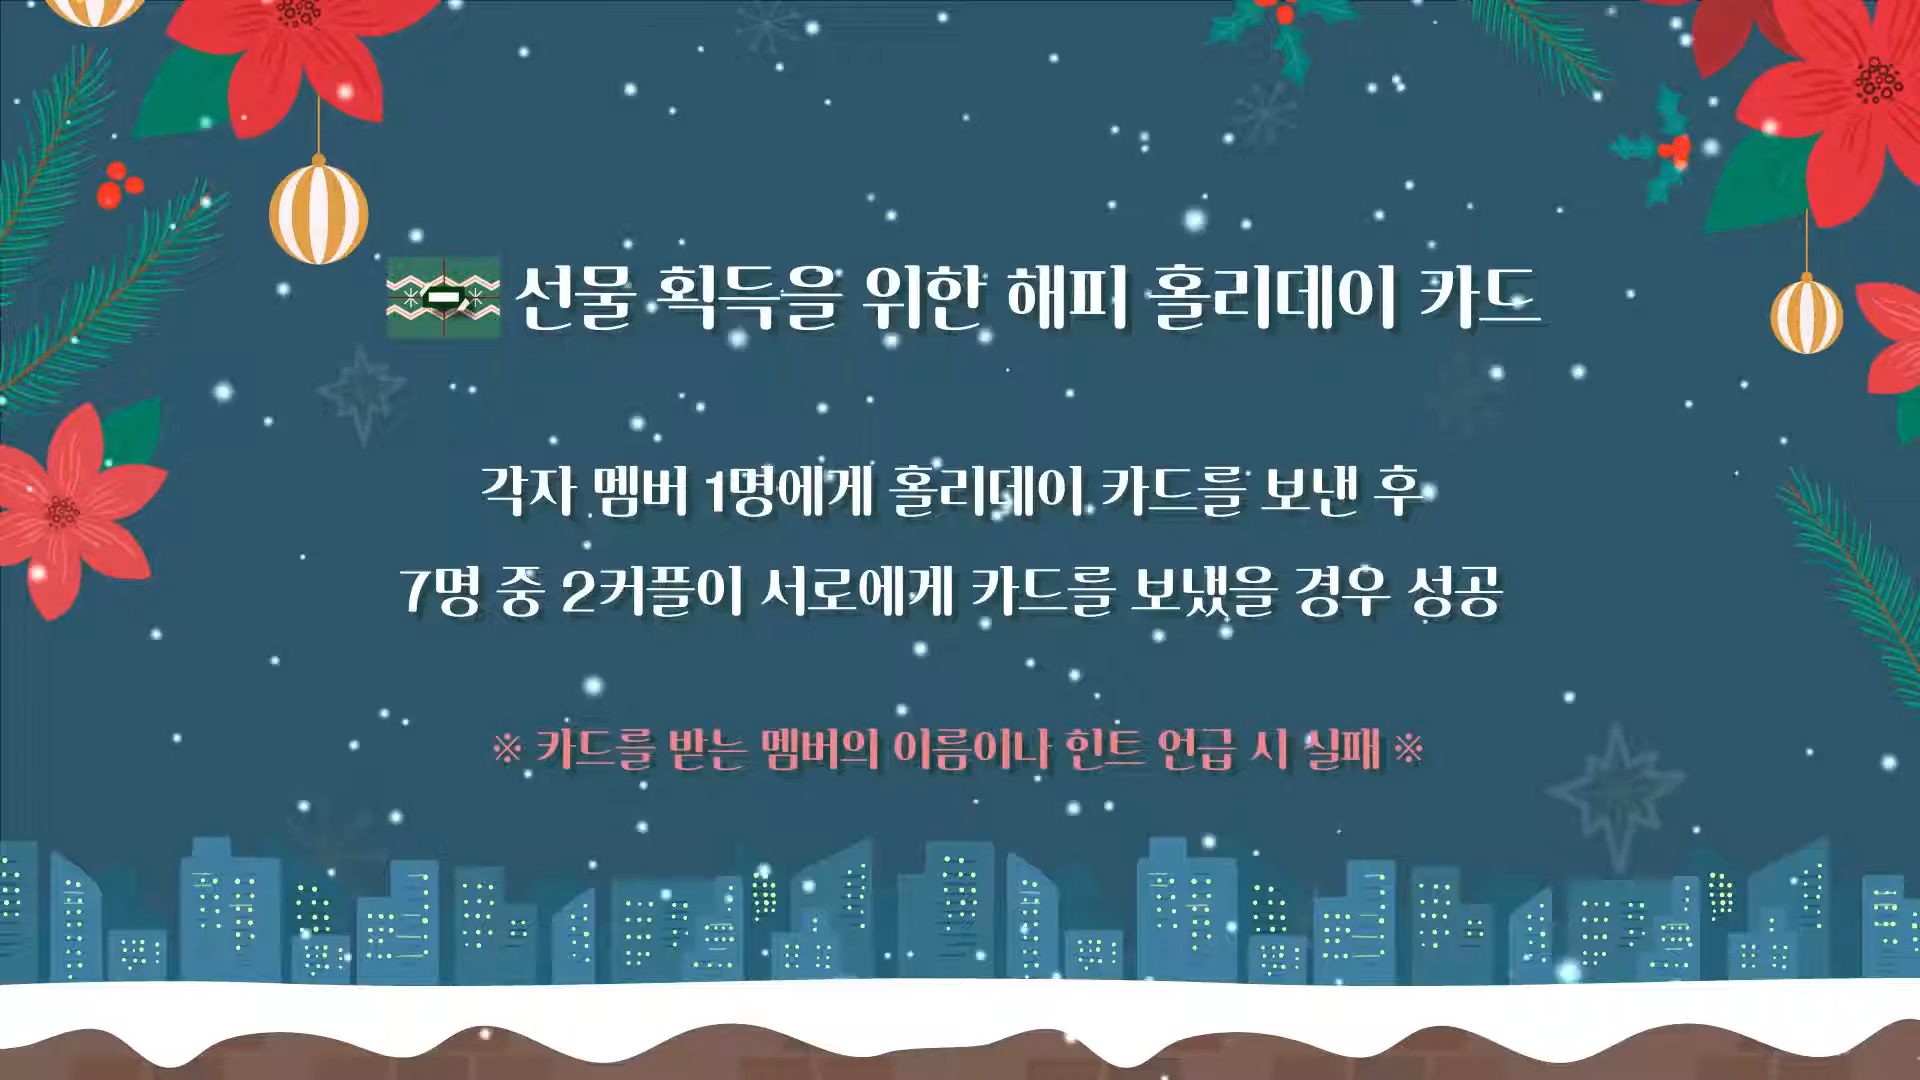 선물 획득을 위한 해피 홀리데이 카드
각자 멤버 1명에게 홀리데이 카드를 보낸 후
7명 중 2커플이 서로에게 카드를 보냈을 경우 성공
※ 카드를 받는 멤버의 이름이나 힌트 언급 시 실패 ※